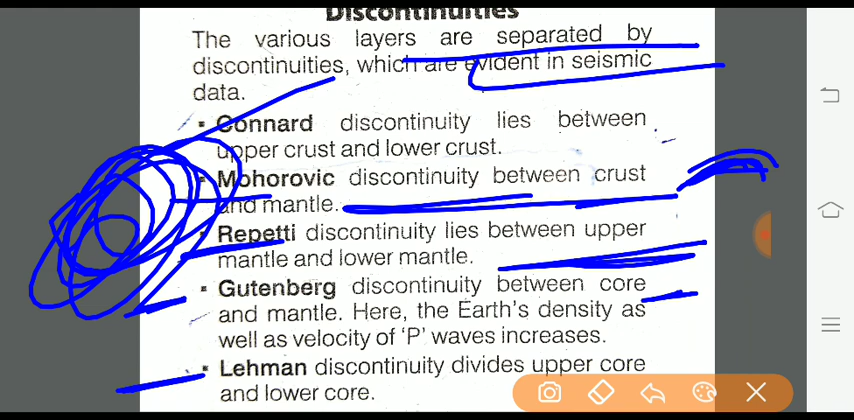 Discontinuities
The various layers are separated by
discontinuities, which are evident in seismic
data.
• Connard discontinuity lies between
upper crust and lower crust.
• Mohorovic discontinuity between crust
and mantle.
• Repetti discontinuity lies between upper
mantle and lower mantle.
• Gutenberg discontinuity between core
and mantle. Here, the Earth's density as
well as velocity of 'P' waves increases.
• Lehman discontinuity divides upper core
and lower core.